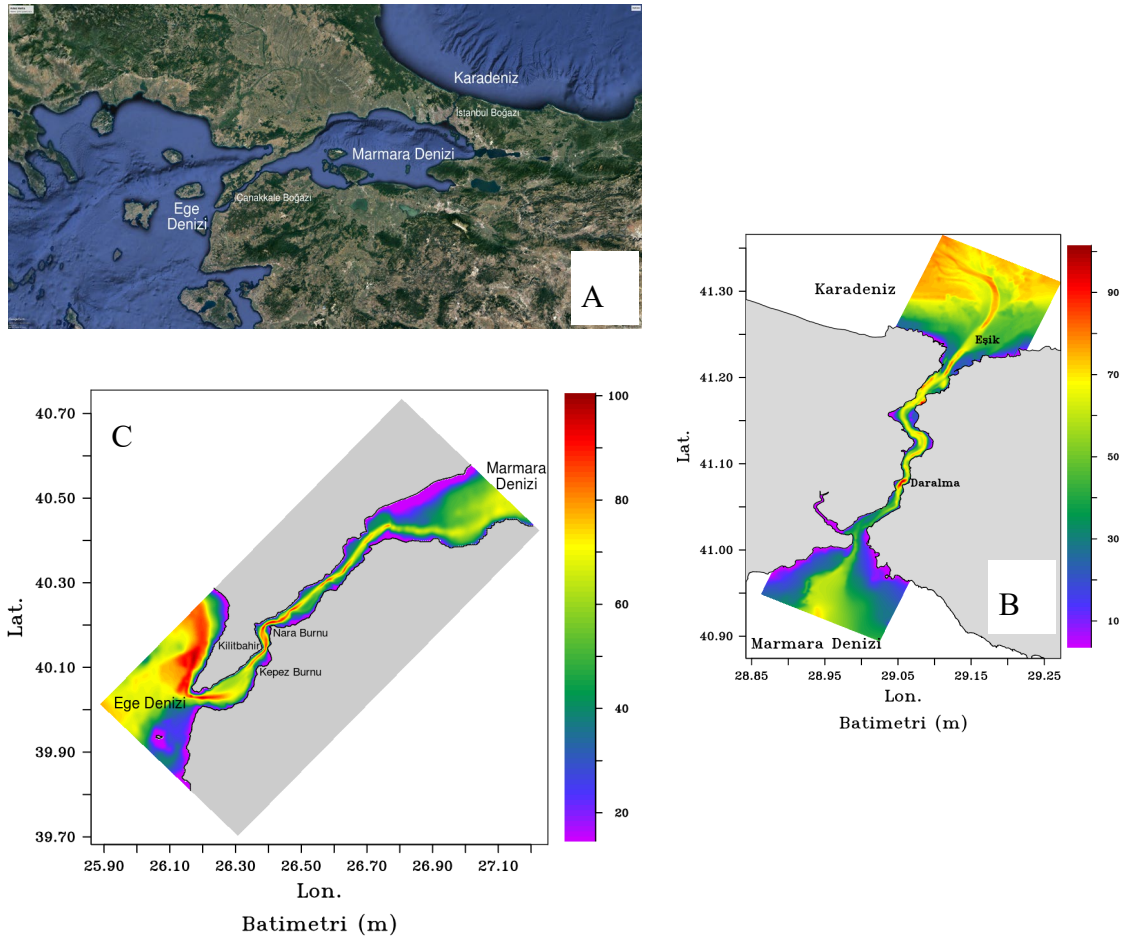 Karadeniz
İstanbul Boğazı
Marmara Denizi
Çanakkale Boğazı
Ege
Denizi
A
Karadeniz
Eşik
Daralma
Marmara Denizi
B
41.30
41.20
41.10
41.00
40.90
Lat.
28.85 28.95 29.05 29.15 29.25
Lon.
Batimetri (m)
90
70
50
30
10
C
Marmara
Denizi
Nara Burnu
Kilitbahir
Kepez Burnu
Ege Denizi
40.70
40.50
40.30
40.10
39.90
39.70
Lat.
25.90 26.10 26.30 26.50 26.70 26.90 27.10
Lon.
Batimetri (m)
100
80
60
40
20